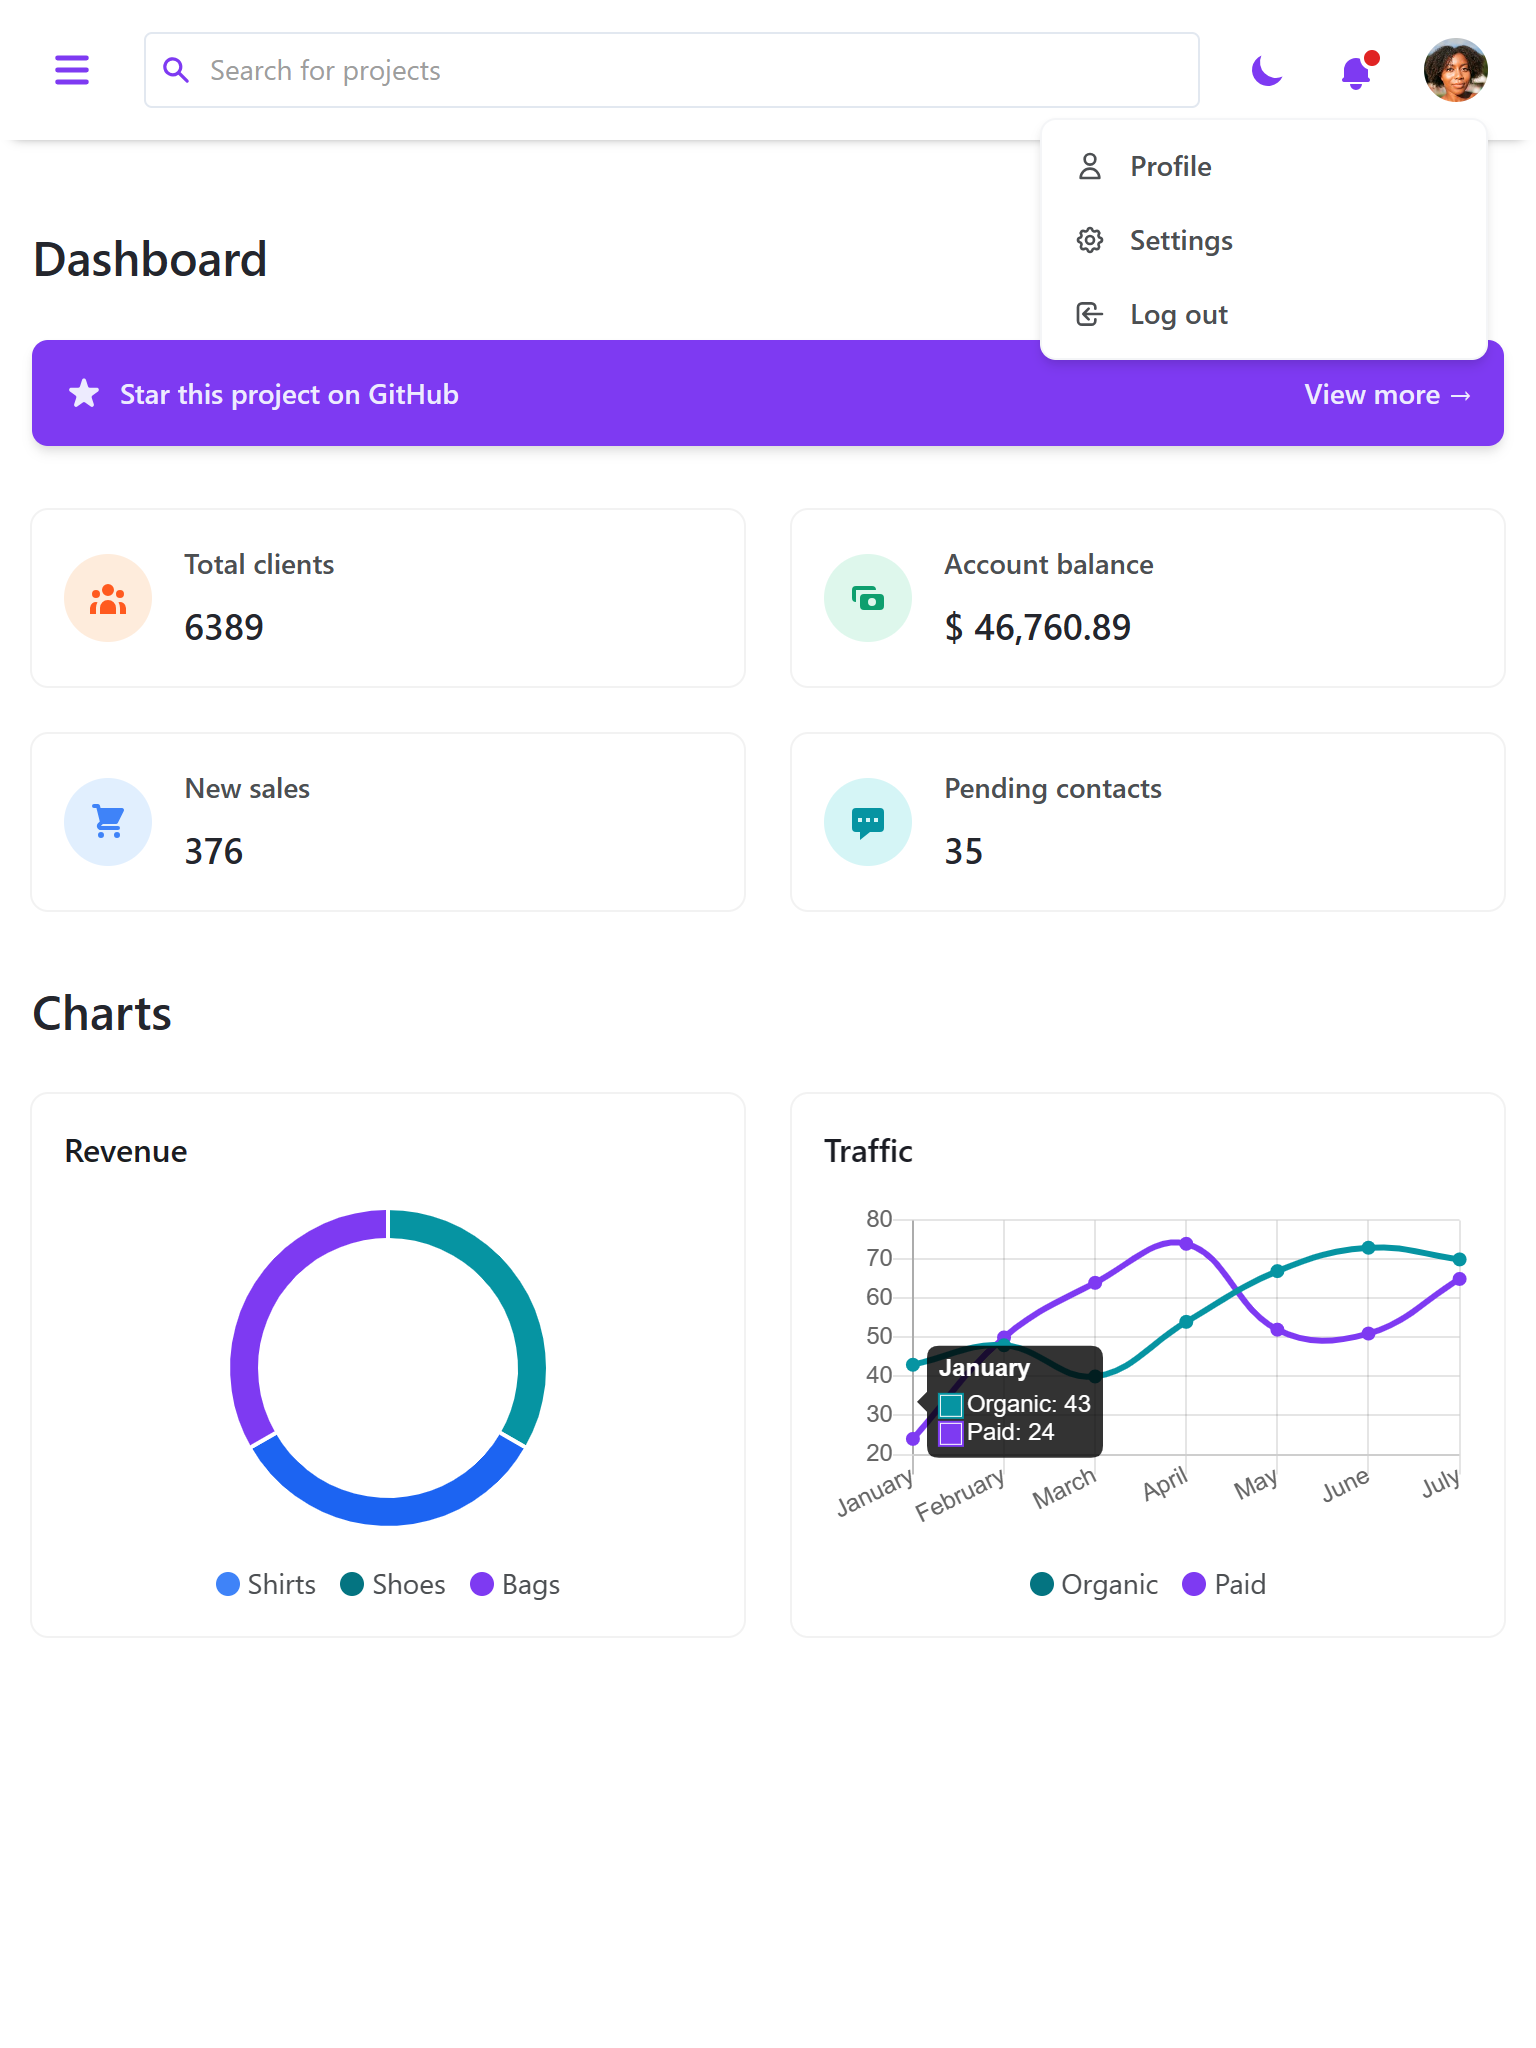 Search for projects
Profile
Settings
Log out
Dashboard
Star this project on GitHub
View more →
Total clients
6389
Account balance
$ 46,760.89
New sales
376
Pending contacts
35
Charts
Revenue
Shirts Shoes Bags
Traffic
80
70
60
50
40
30
20
January
Organic: 43
Paid: 24
January February March April May June July
Organic Paid